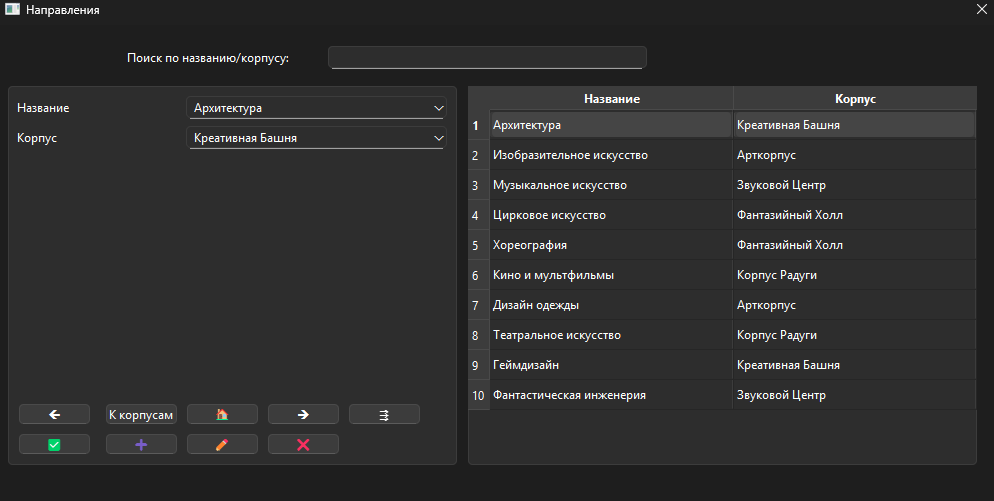 Направления
Поиск по названию/корпусу:
Название Архитектура
Корпус Креативная Башня
К корпусам
Название Корпус
1 Архитектура Креативная Башня
2 Изобразительное искусство Арткорпус
3 Музыкальное искусство Звуковой Центр
4 Цирковое искусство Фантазийный Холл
5 Хореография Фантазийный Холл
6 Кино и мультфильмы Корпус Радуги
7 Дизайн одежды Арткорпус
8 Театральное искусство Корпус Радуги
9 Геймдизайн Креативная Башня
10 Фантастическая инженерия Звуковой Центр